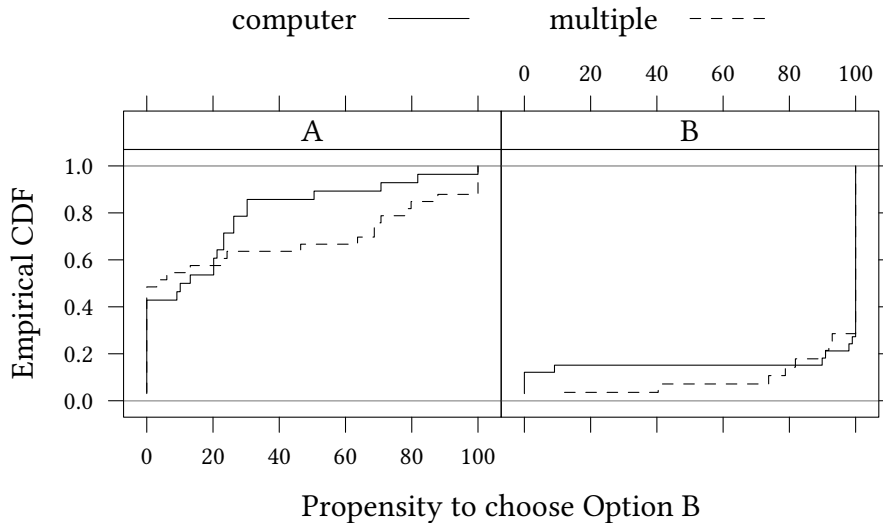 computer multiple
0 20 40 60 80 100
A B
1.0
0.8
0.6
0.4
0.2
0.0
Empirical CDF
0 20 40 60 80 100
Propensity to choose Option B